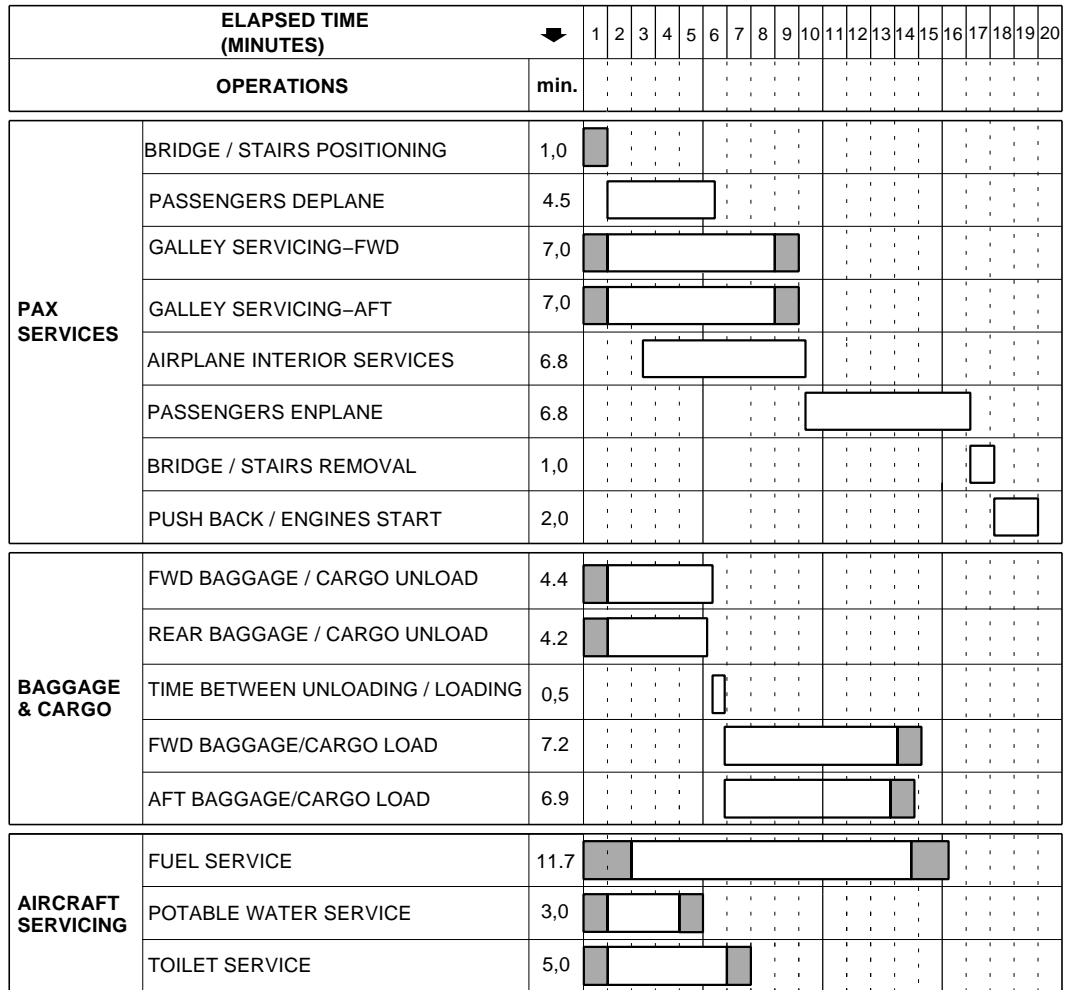 ELAPSED TIME
(MINUTES)
1 2 3 4 5 6 7 8 9 10 11 12 13 14 15 16 17 18 19 20
OPERATIONS min.
PAX
SERVICES
BRIDGE / STAIRS POSITIONING 1,0
PASSENGERS DEPLANE 4.5
GALLEY SERVICING–FWD 7,0
GALLEY SERVICING–AFT 7,0
AIRPLANE INTERIOR SERVICES 6.8
PASSENGERS ENPLANE 6.8
BRIDGE / STAIRS REMOVAL 1,0
PUSH BACK / ENGINES START 2,0
BAGGAGE
& CARGO
FWD BAGGAGE / CARGO UNLOAD 4.4
REAR BAGGAGE / CARGO UNLOAD 4.2
TIME BETWEEN UNLOADING / LOADING 0,5
FWD BAGGAGE/CARGO LOAD 7.2
AFT BAGGAGE/CARGO LOAD 6.9
AIRCRAFT
SERVICING
FUEL SERVICE 11.7
POTABLE WATER SERVICE 3,0
TOILET SERVICE 5,0